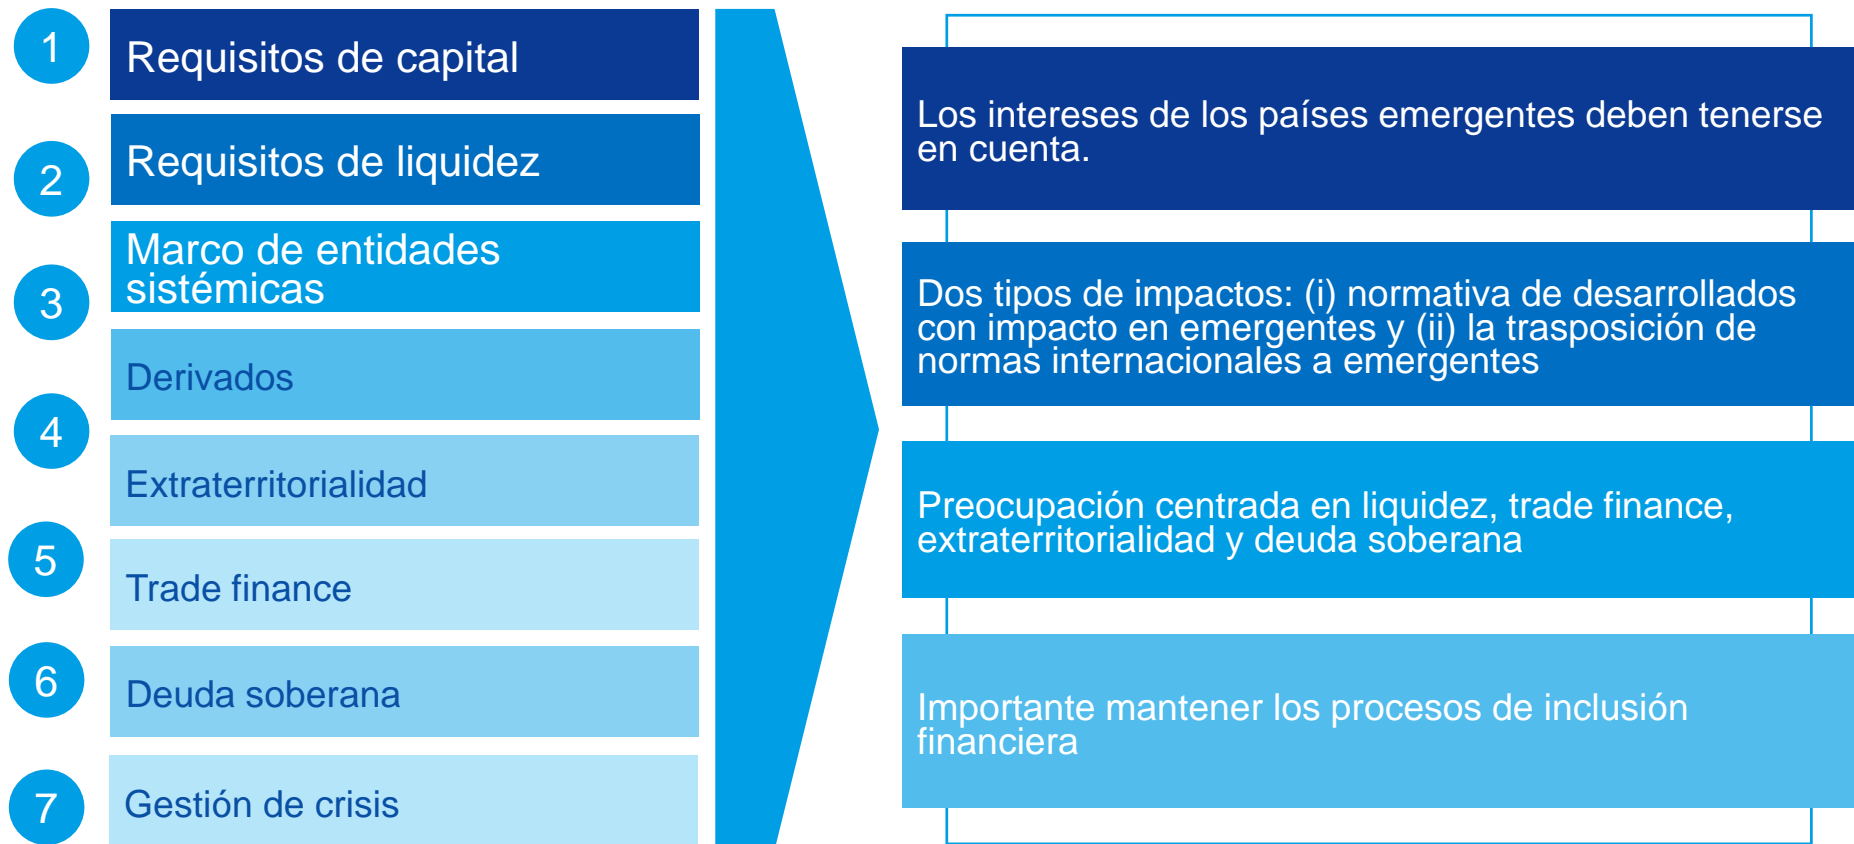 1
Requisitos de capital
2
Requisitos de liquidez
3
Marco de entidades
sistémicas
4
Derivados
Extraterritorialidad
5
Trade finance
6
Deuda soberana
7
Gestión de crisis
Los intereses de los países emergentes deben tenerse
en cuenta.
Dos tipos de impactos: (i) normativa de desarrollados
con impacto en emergentes y (ii) la trasposición de
normas internacionales a emergentes
Preocupación centrada en liquidez, trade finance,
extraterritorialidad y deuda soberana
Importante mantener los procesos de inclusión
financiera